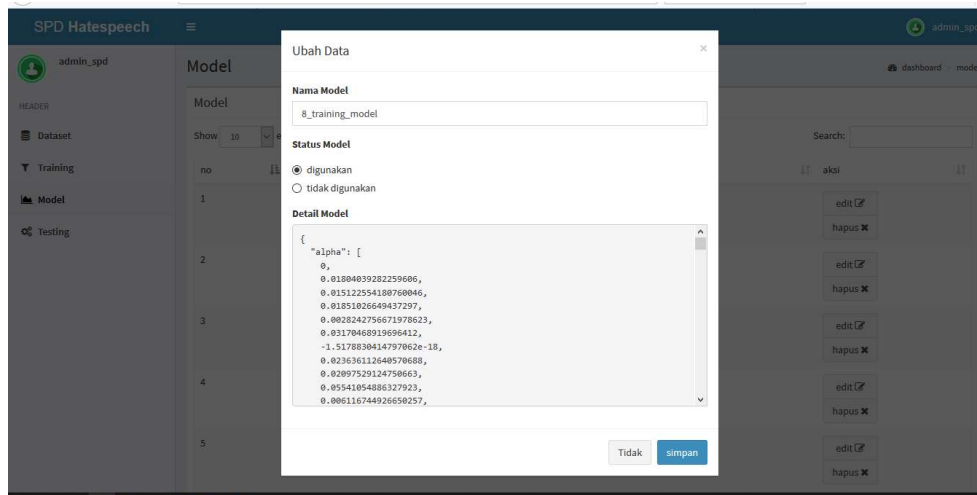 SPD Hatespeech
admin_spd
admin_spd
HEADER
Dataset
Training
Model
Testing
Model
dashboard
Model
Show 10
Search:
no
aksi
1
edit
hapus
2
edit
hapus
3
edit
hapus
4
edit
hapus
5
edit
hapus
Ubah Data
×
Nama Model
8_training_model
Status Model
digunakan
tidak digunakan
Detail Model
{
"alpha": [
0,
0.01804039282259606,
0.015122554180760046,
0.01851026649437297,
0.0028242756671978623,
0.03170468919696412,
-1.5178830414797062e-18,
0.023636112640570688,
0.02097529124750663,
0.05541054886327923,
0.006116744926650257,
Tidak
simpan